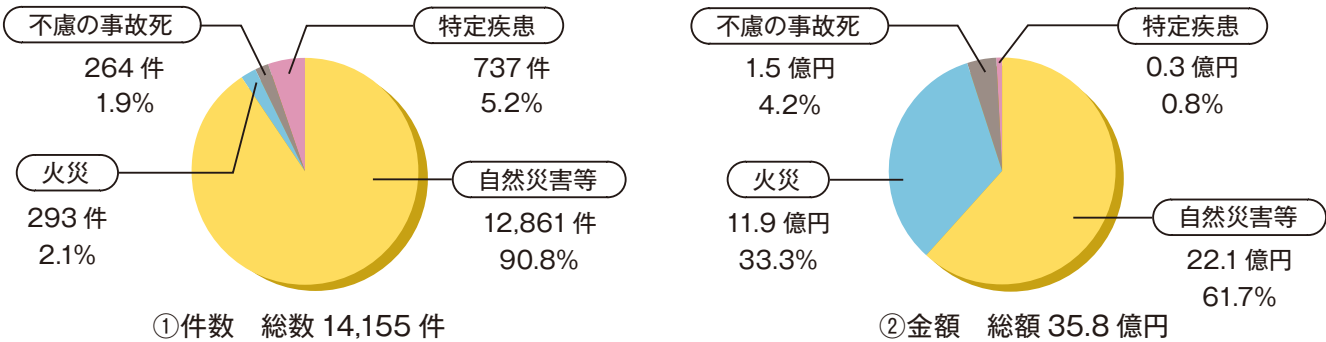 不慮の事故死
264 件
1.9%
特定疾患
737 件
5.2%
火災
293 件
2.1%
自然災害等
12,861 件
90.8%
①件数　総数 14,155 件
不慮の事故死
1.5 億円
4.2%
特定疾患
0.3 億円
0.8%
火災
11.9 億円
33.3%
自然災害等
22.1 億円
61.7%
②金額　総額 35.8 億円